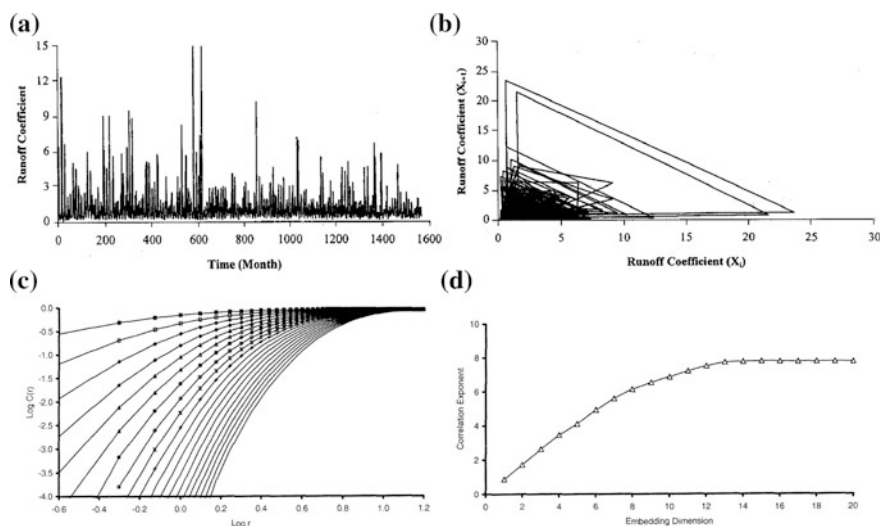 (a)
15
12
9
6
3
0
Runoff Coefficient
0 200 400 600 800 1000 1200 1400 1600
Time (Month)
(b)
30
25
20
15
10
5
0
Runoff Coefficient (Xi+1)
0 5 10 15 20 25 30
Runoff Coefficient (Xi)
(c)
0.0
-0.5
-1.0
-1.5
-2.0
-2.5
-3.0
-3.5
-4.0
Log C(r)
-0.6 -0.4 -0.2 0.0 0.2 0.4 0.6 0.8 1.0 1.2
Log r
(d)
10
8
6
4
2
0
Correlation Exponent
0 2 4 6 8 10 12 14 16 18 20
Embedding Dimension